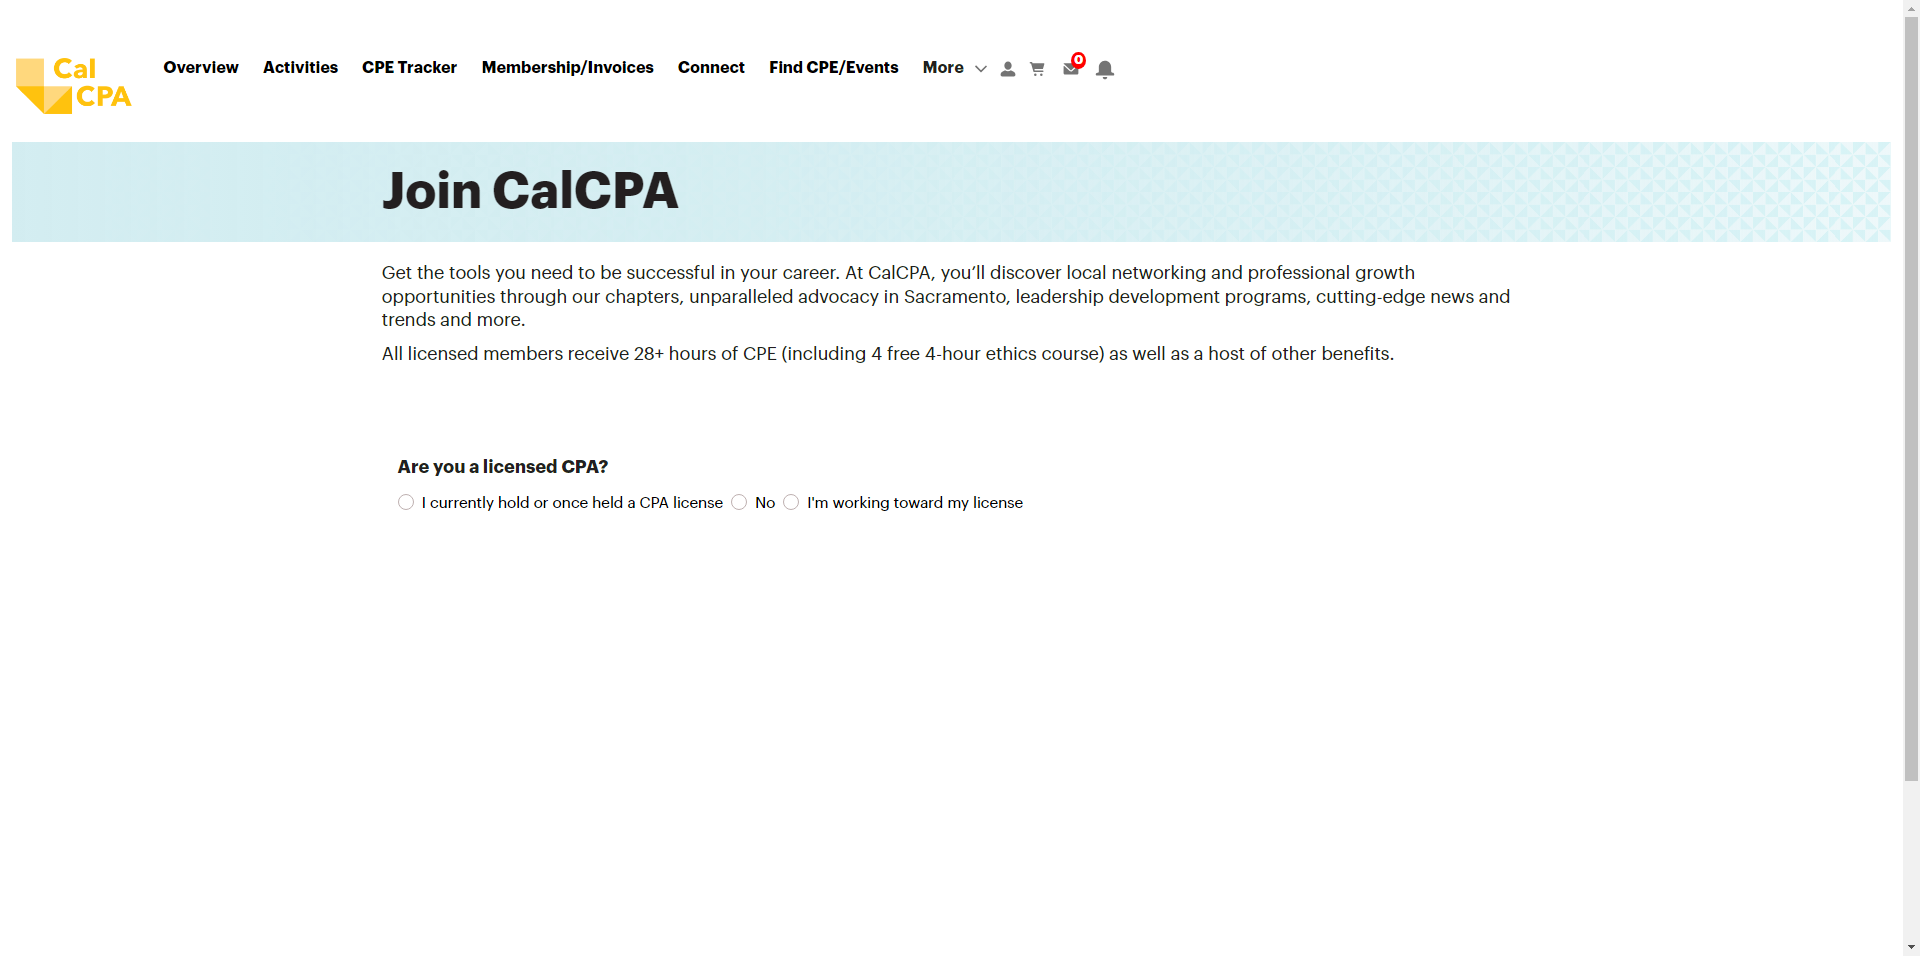 Cal
CPA
Overview Activities CPE Tracker Membership/Invoices Connect Find CPE/Events More 0
Join CalCPA
Get the tools you need to be successful in your career. At CalCPA, you’ll discover local networking and professional growth
opportunities through our chapters, unparalleled advocacy in Sacramento, leadership development programs, cutting-edge news and
trends and more.
All licensed members receive 28+ hours of CPE (including 4 free 4-hour ethics course) as well as a host of other benefits.
Are you a licensed CPA?
I currently hold or once held a CPA license No I'm working toward my license